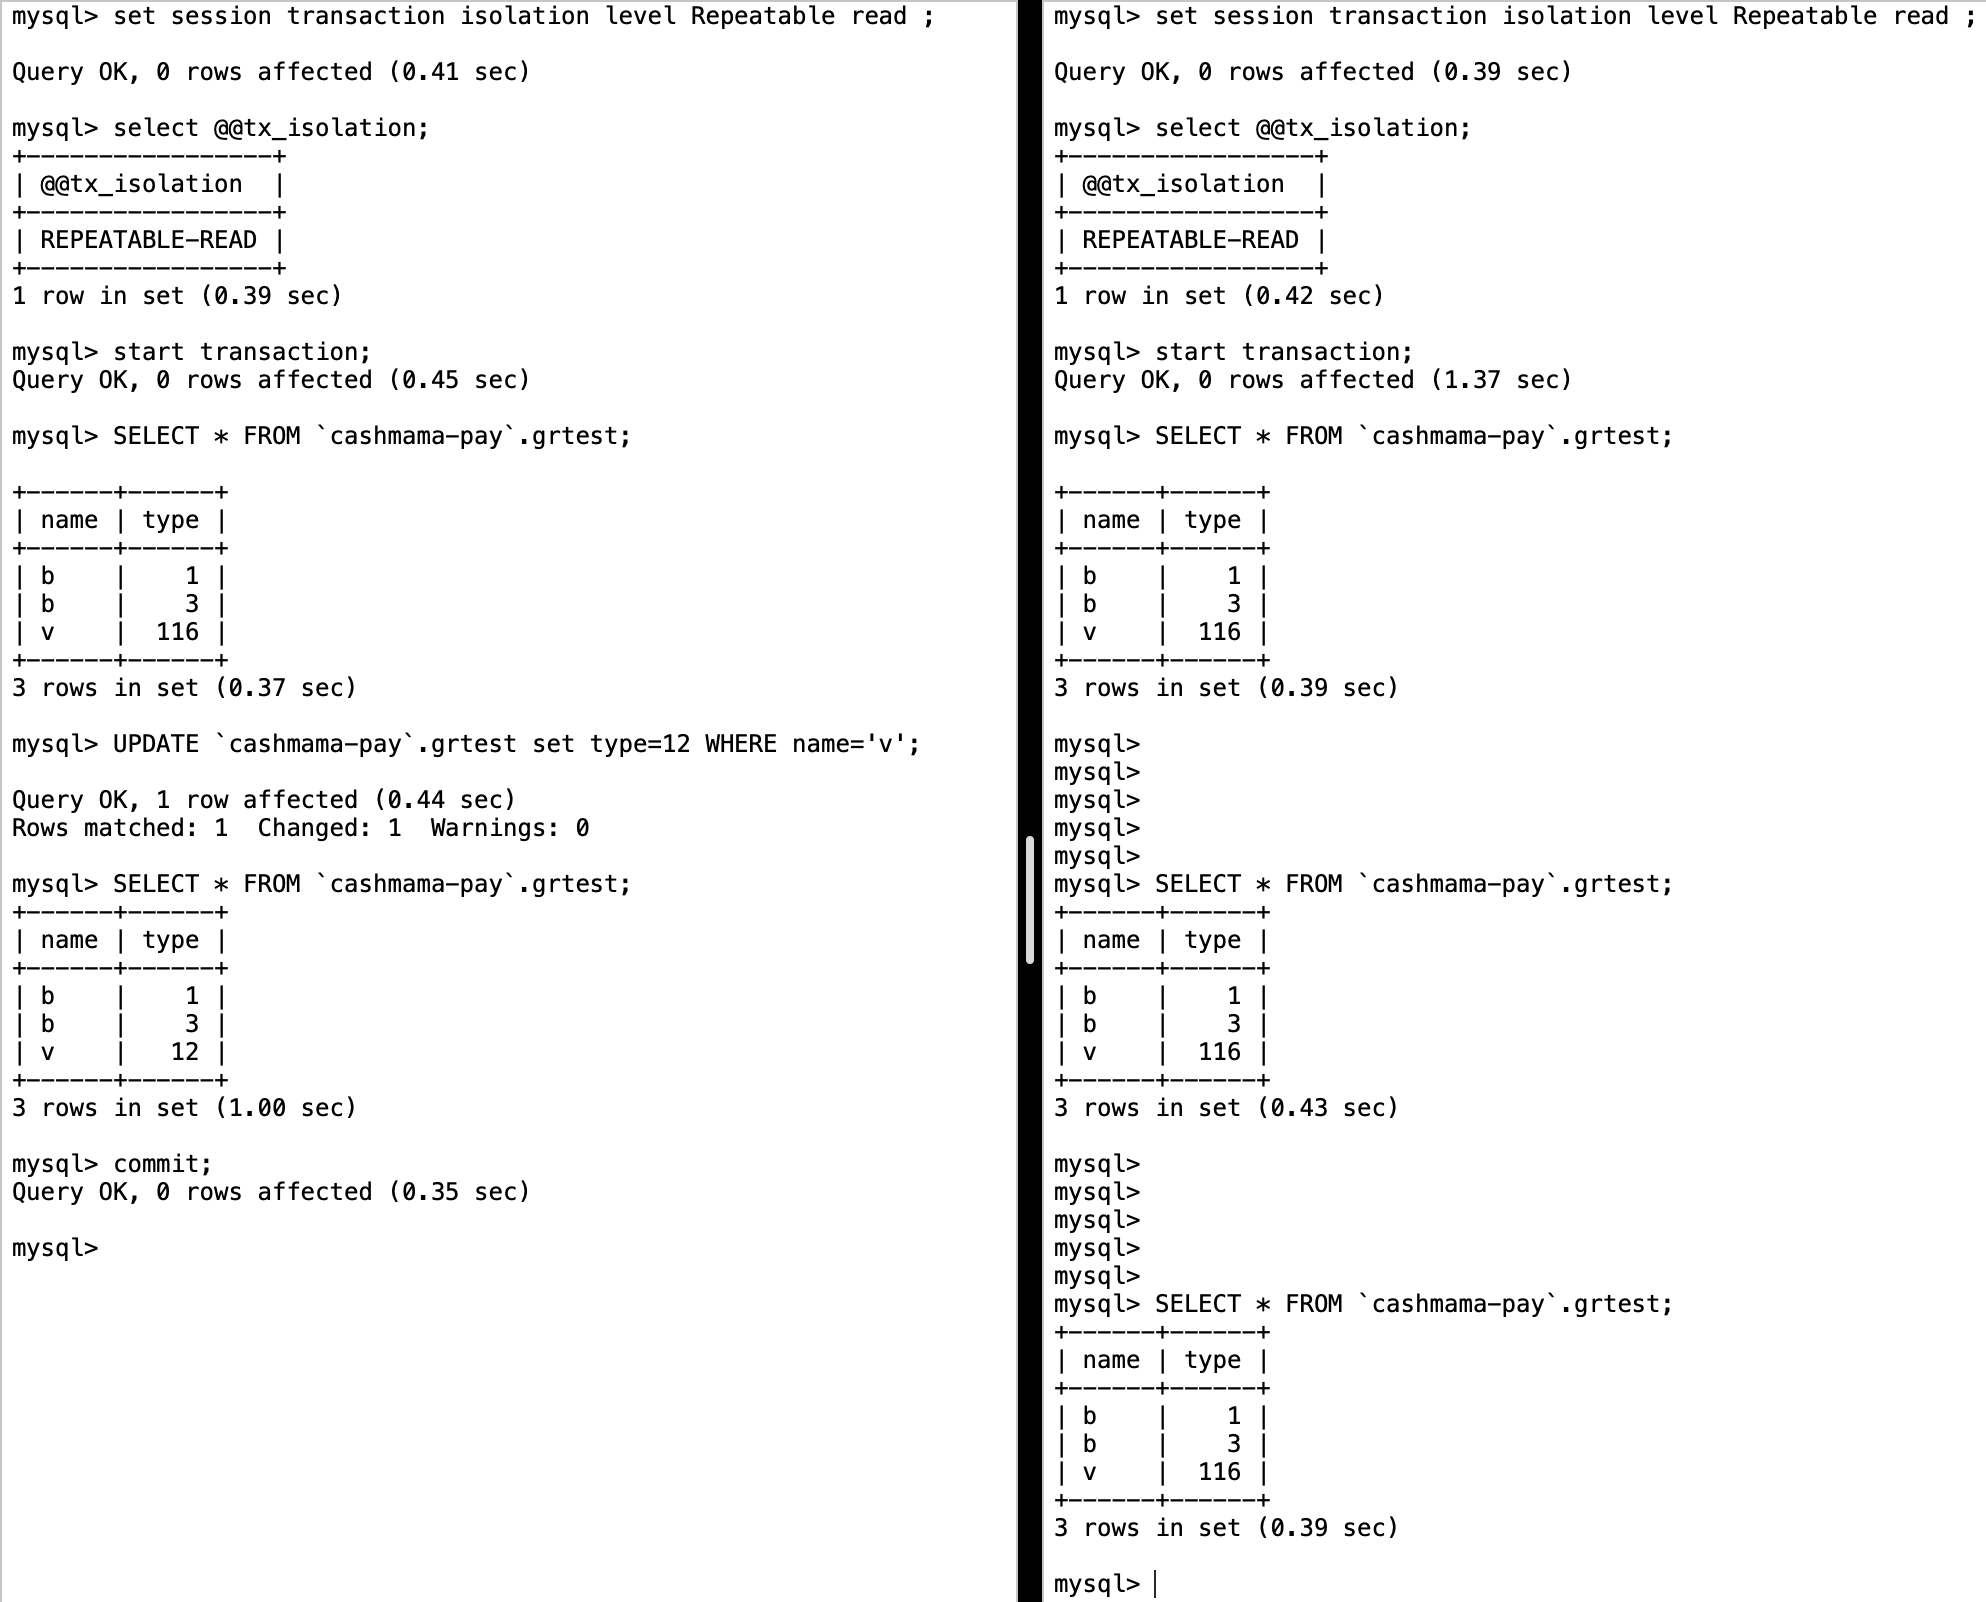 mysql> set session transaction isolation level Repeatable read ;

Query OK, 0 rows affected (0.41 sec)

mysql> select @@tx_isolation;
+-----------------+
| @@tx_isolation  |
+-----------------+
| REPEATABLE-READ |
+-----------------+
1 row in set (0.39 sec)

mysql> start transaction;
Query OK, 0 rows affected (0.45 sec)

mysql> SELECT * FROM `cashmama-pay`.grtest;

+------+------+
| name | type |
+------+------+
| b    |    1 |
| b    |    3 |
| v    |  116 |
+------+------+
3 rows in set (0.37 sec)

mysql> UPDATE `cashmama-pay`.grtest set type=12 WHERE name='v';

Query OK, 1 row affected (0.44 sec)
Rows matched: 1  Changed: 1  Warnings: 0

mysql> SELECT * FROM `cashmama-pay`.grtest;
+------+------+
| name | type |
+------+------+
| b    |    1 |
| b    |    3 |
| v    |   12 |
+------+------+
3 rows in set (1.00 sec)

mysql> commit;
Query OK, 0 rows affected (0.35 sec)

mysql>
mysql> set session transaction isolation level Repeatable read ;

Query OK, 0 rows affected (0.39 sec)

mysql> select @@tx_isolation;
+-----------------+
| @@tx_isolation  |
+-----------------+
| REPEATABLE-READ |
+-----------------+
1 row in set (0.42 sec)

mysql> start transaction;
Query OK, 0 rows affected (1.37 sec)

mysql> SELECT * FROM `cashmama-pay`.grtest;

+------+------+
| name | type |
+------+------+
| b    |    1 |
| b    |    3 |
| v    |  116 |
+------+------+
3 rows in set (0.39 sec)

mysql>
mysql>
mysql>
mysql>
mysql>
mysql> SELECT * FROM `cashmama-pay`.grtest;
+------+------+
| name | type |
+------+------+
| b    |    1 |
| b    |    3 |
| v    |  116 |
+------+------+
3 rows in set (0.43 sec)

mysql>
mysql>
mysql>
mysql>
mysql>
mysql> SELECT * FROM `cashmama-pay`.grtest;
+------+------+
| name | type |
+------+------+
| b    |    1 |
| b    |    3 |
| v    |  116 |
+------+------+
3 rows in set (0.39 sec)

mysql>